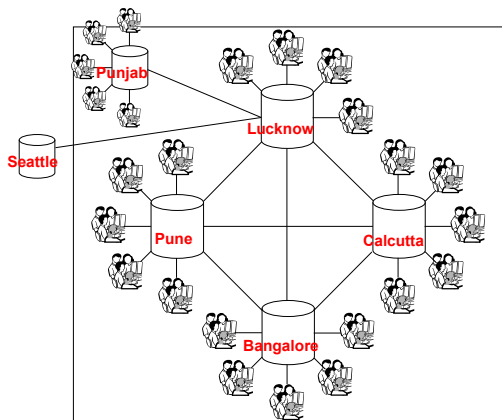 Punjab
Lucknow
Seattle
Pune
Calcutta
Bangalore